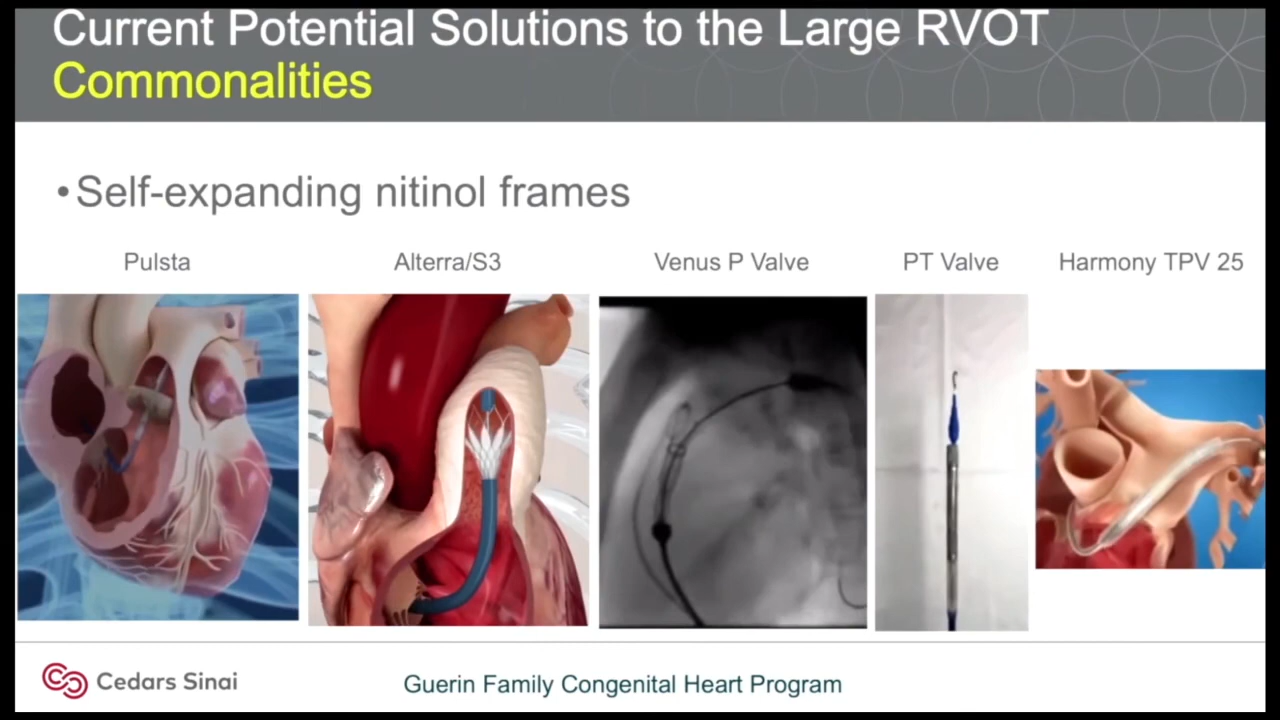 Current Potential Solutions to the Large RVOT
Commonalities
• Self-expanding nitinol frames
Pulsta
Alterra/S3
Venus P Valve
PT Valve
Harmony TPV 25
Cedars Sinai
Guerin Family Congenital Heart Program